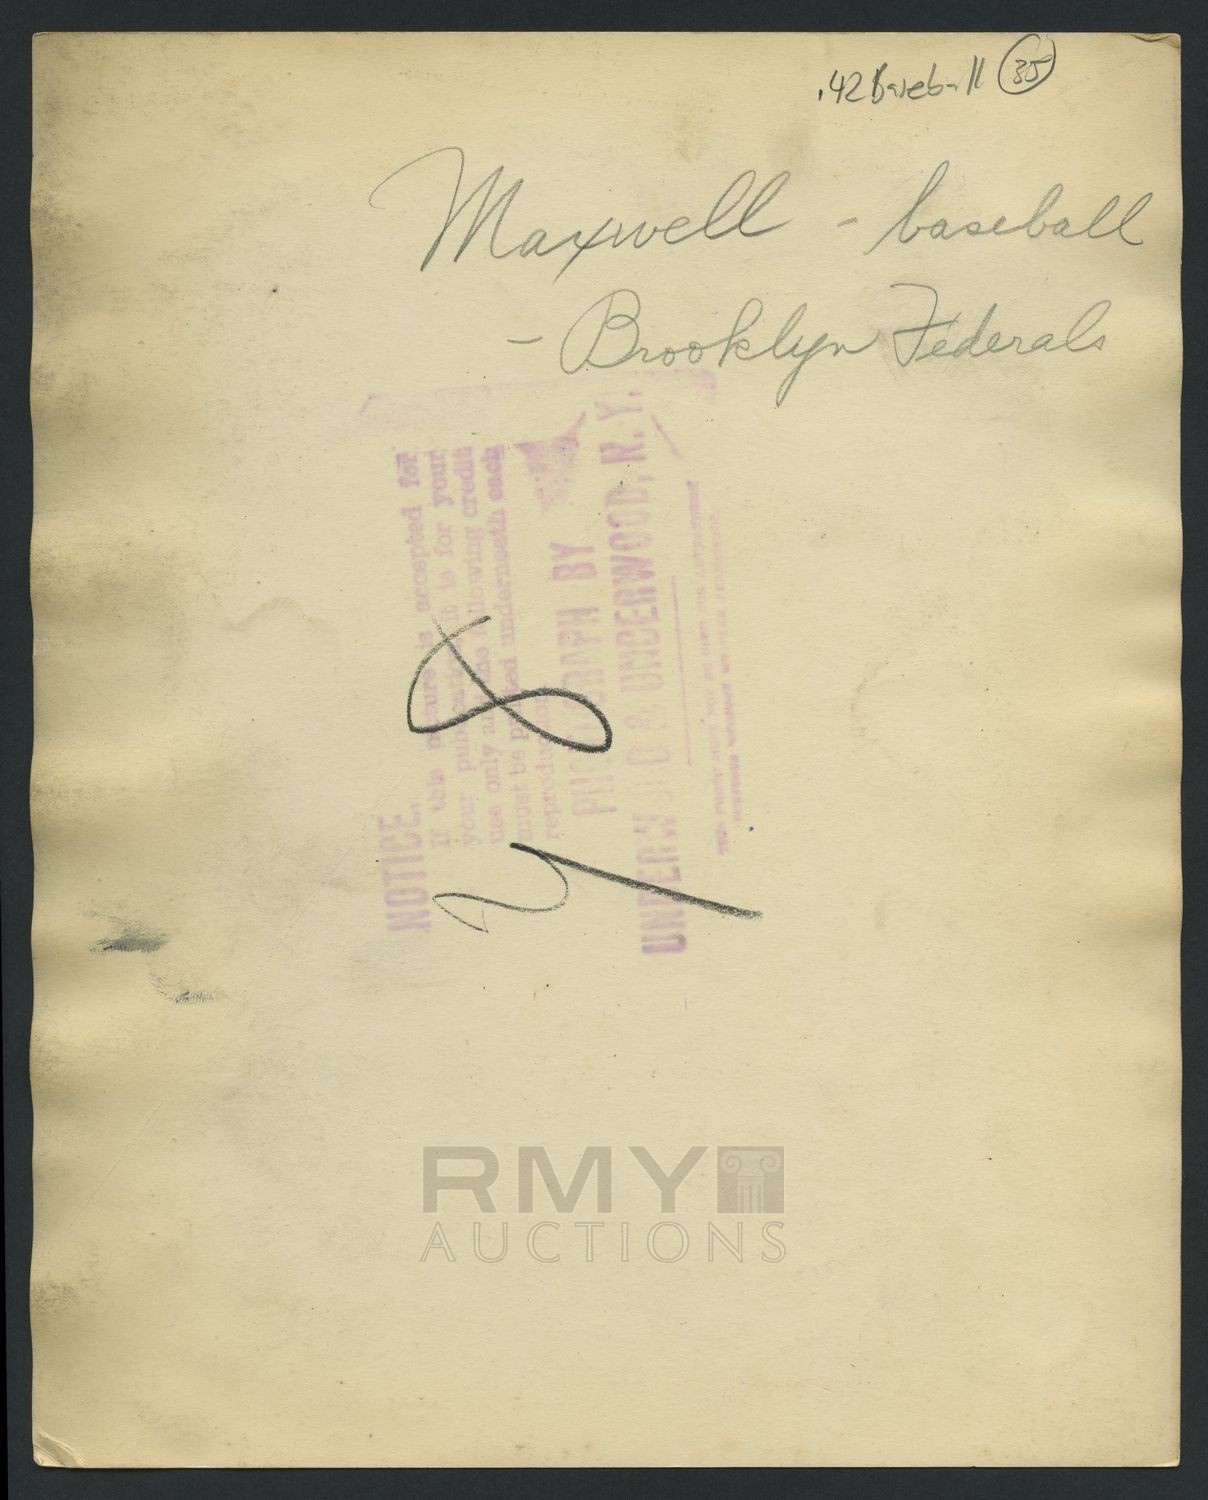 .42 Baseball 35
Maxwell - baseball
- Brooklyn Federals
NOTICE.
If this picture is accepted for
your publication it is for your
use only and the following credit
must be printed underneath each
reproduction
PHOTOGRAPH BY
UNDERWOOD & UNDERWOOD, N. Y.
8
RMY
AUCTIONS